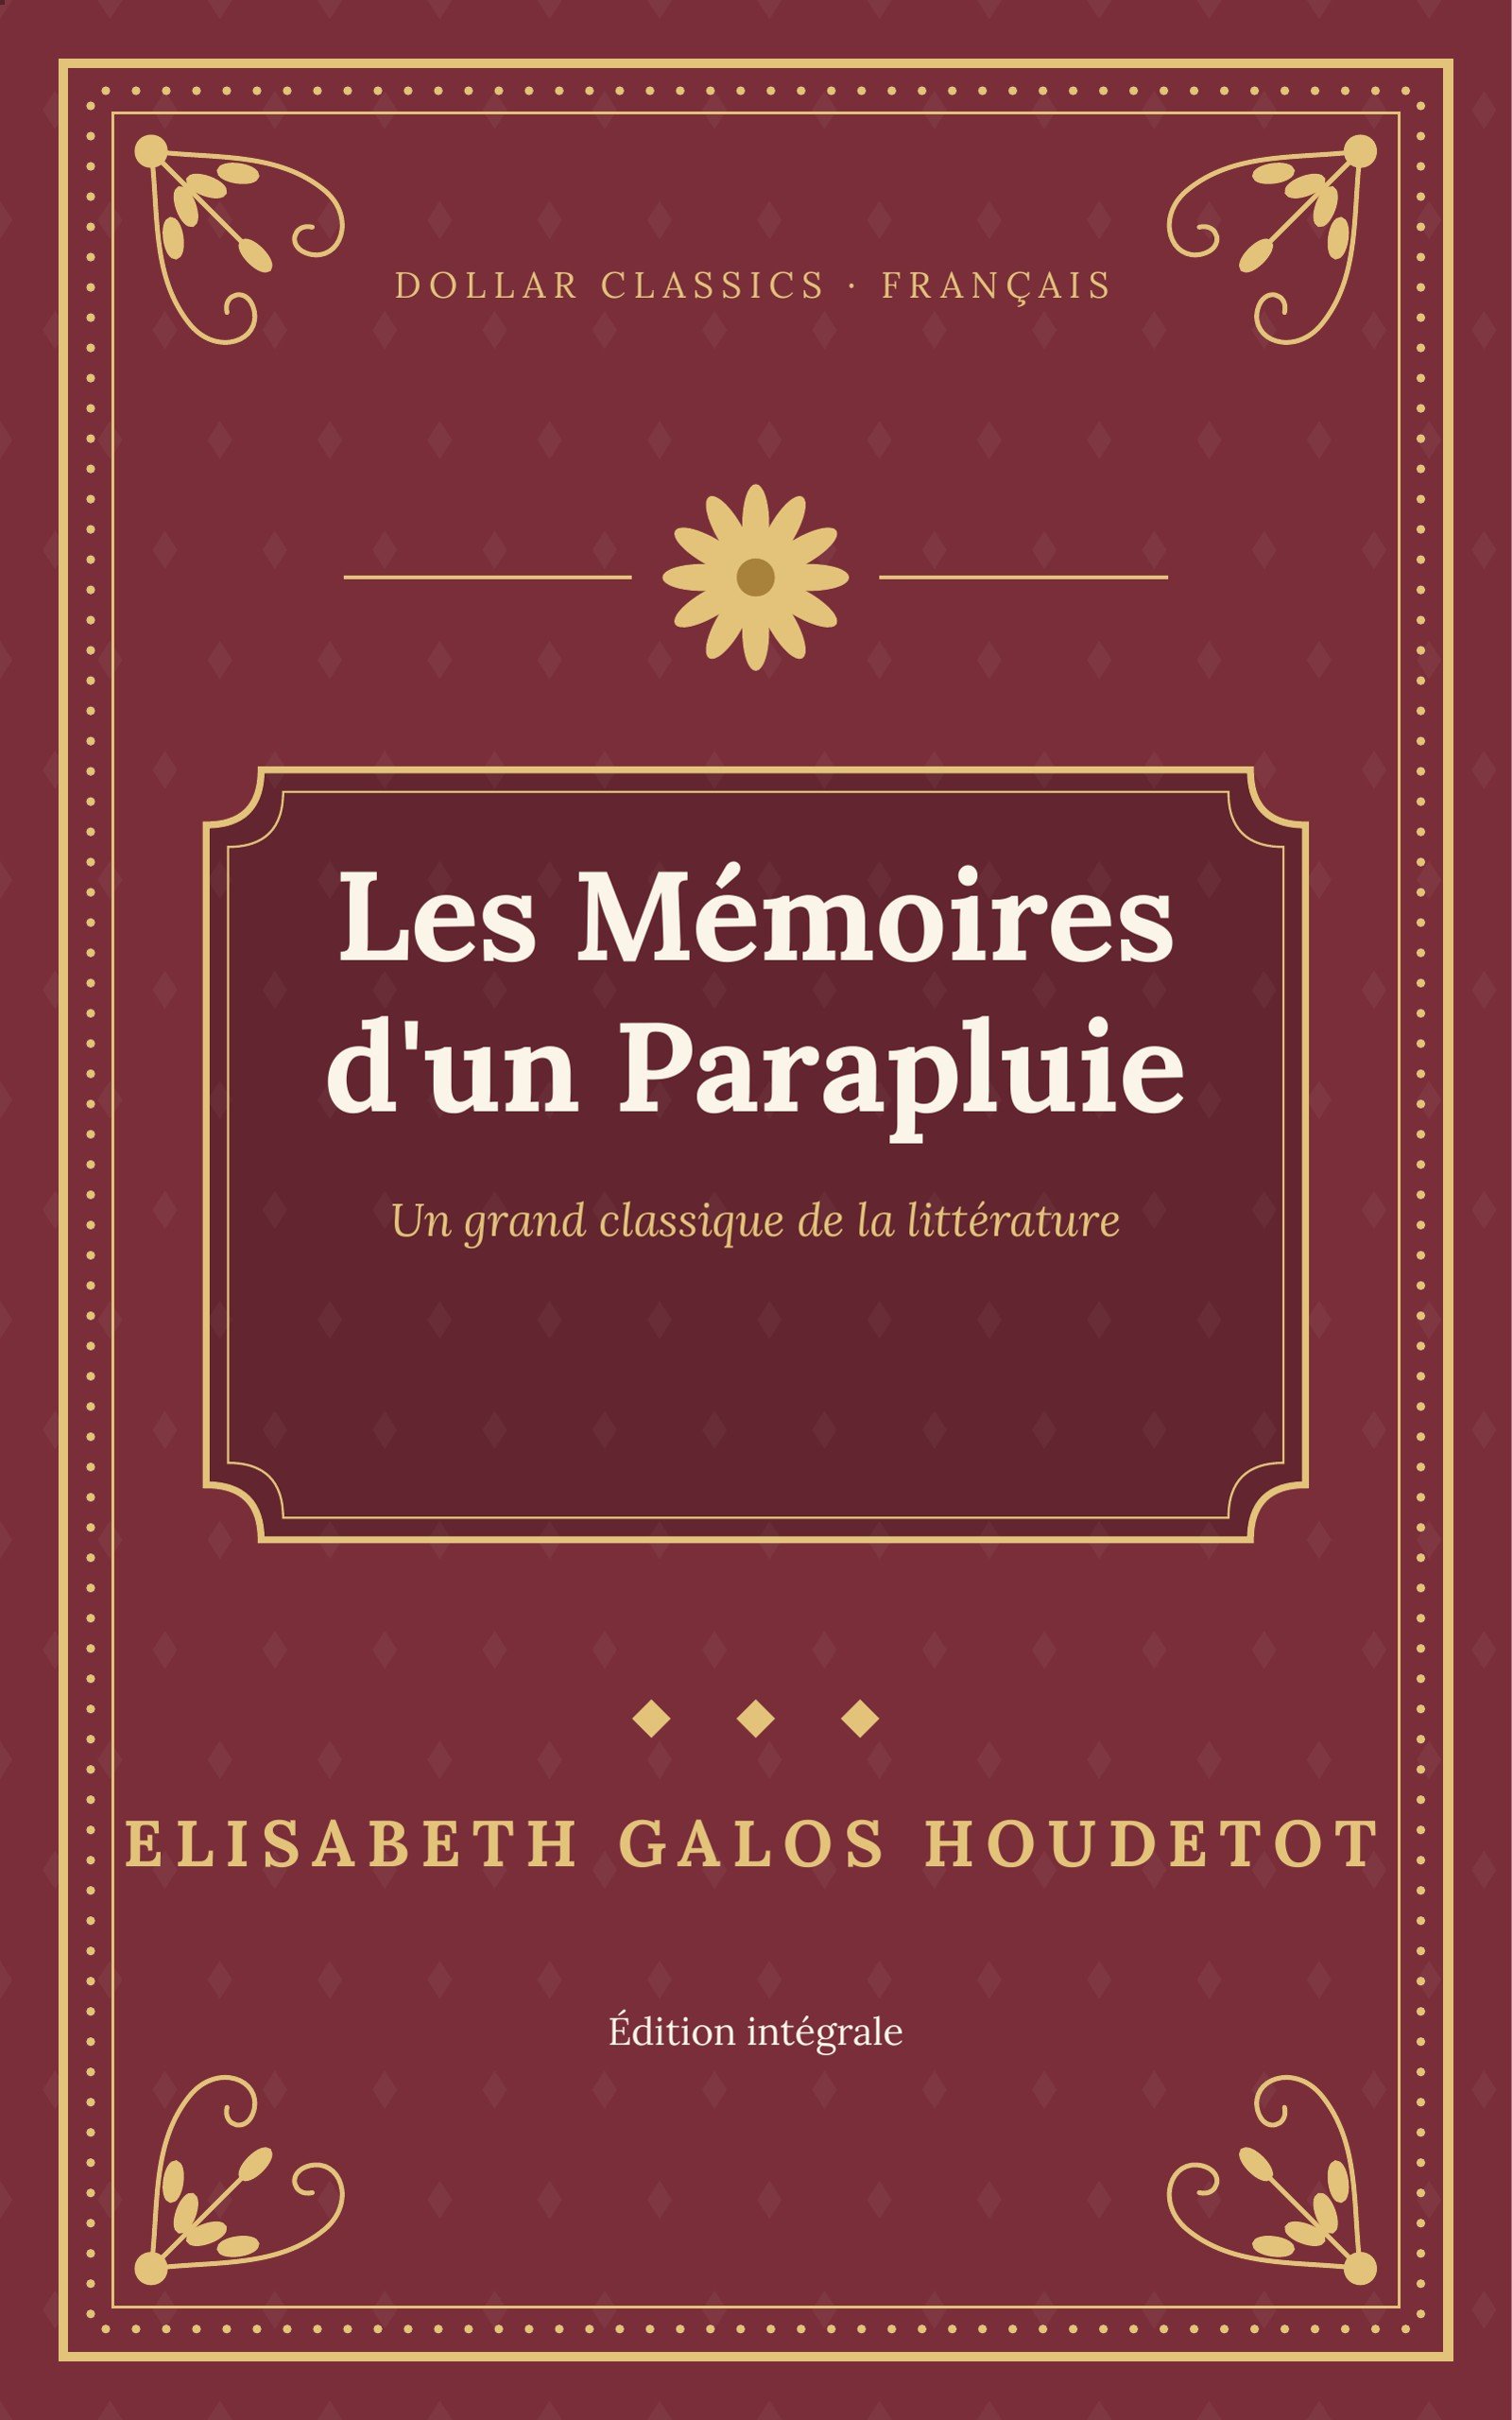 DOLLAR CLASSICS · FRANÇAIS
Les Mémoires
d'un Parapluie
Un grand classique de la littérature
ELISABETH GALOS HOUDETOT
Édition intégrale